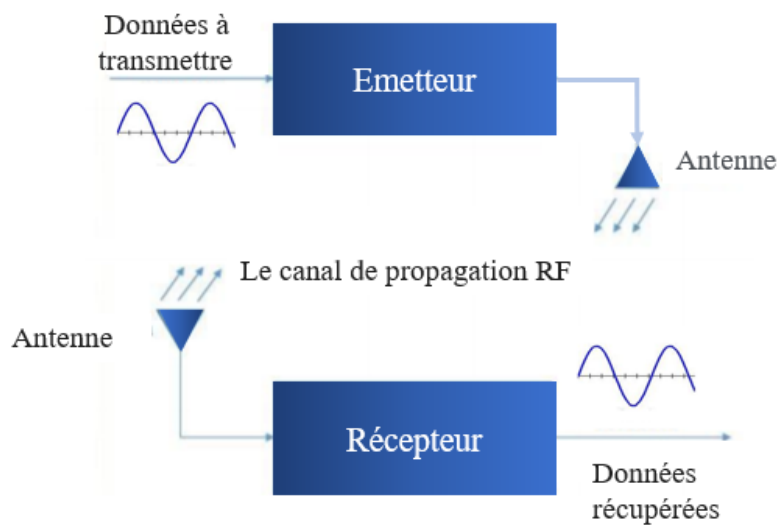 Données à
transmettre
Emetteur
Antenne
Le canal de propagation RF
Antenne
Récepteur
Données
récupérées